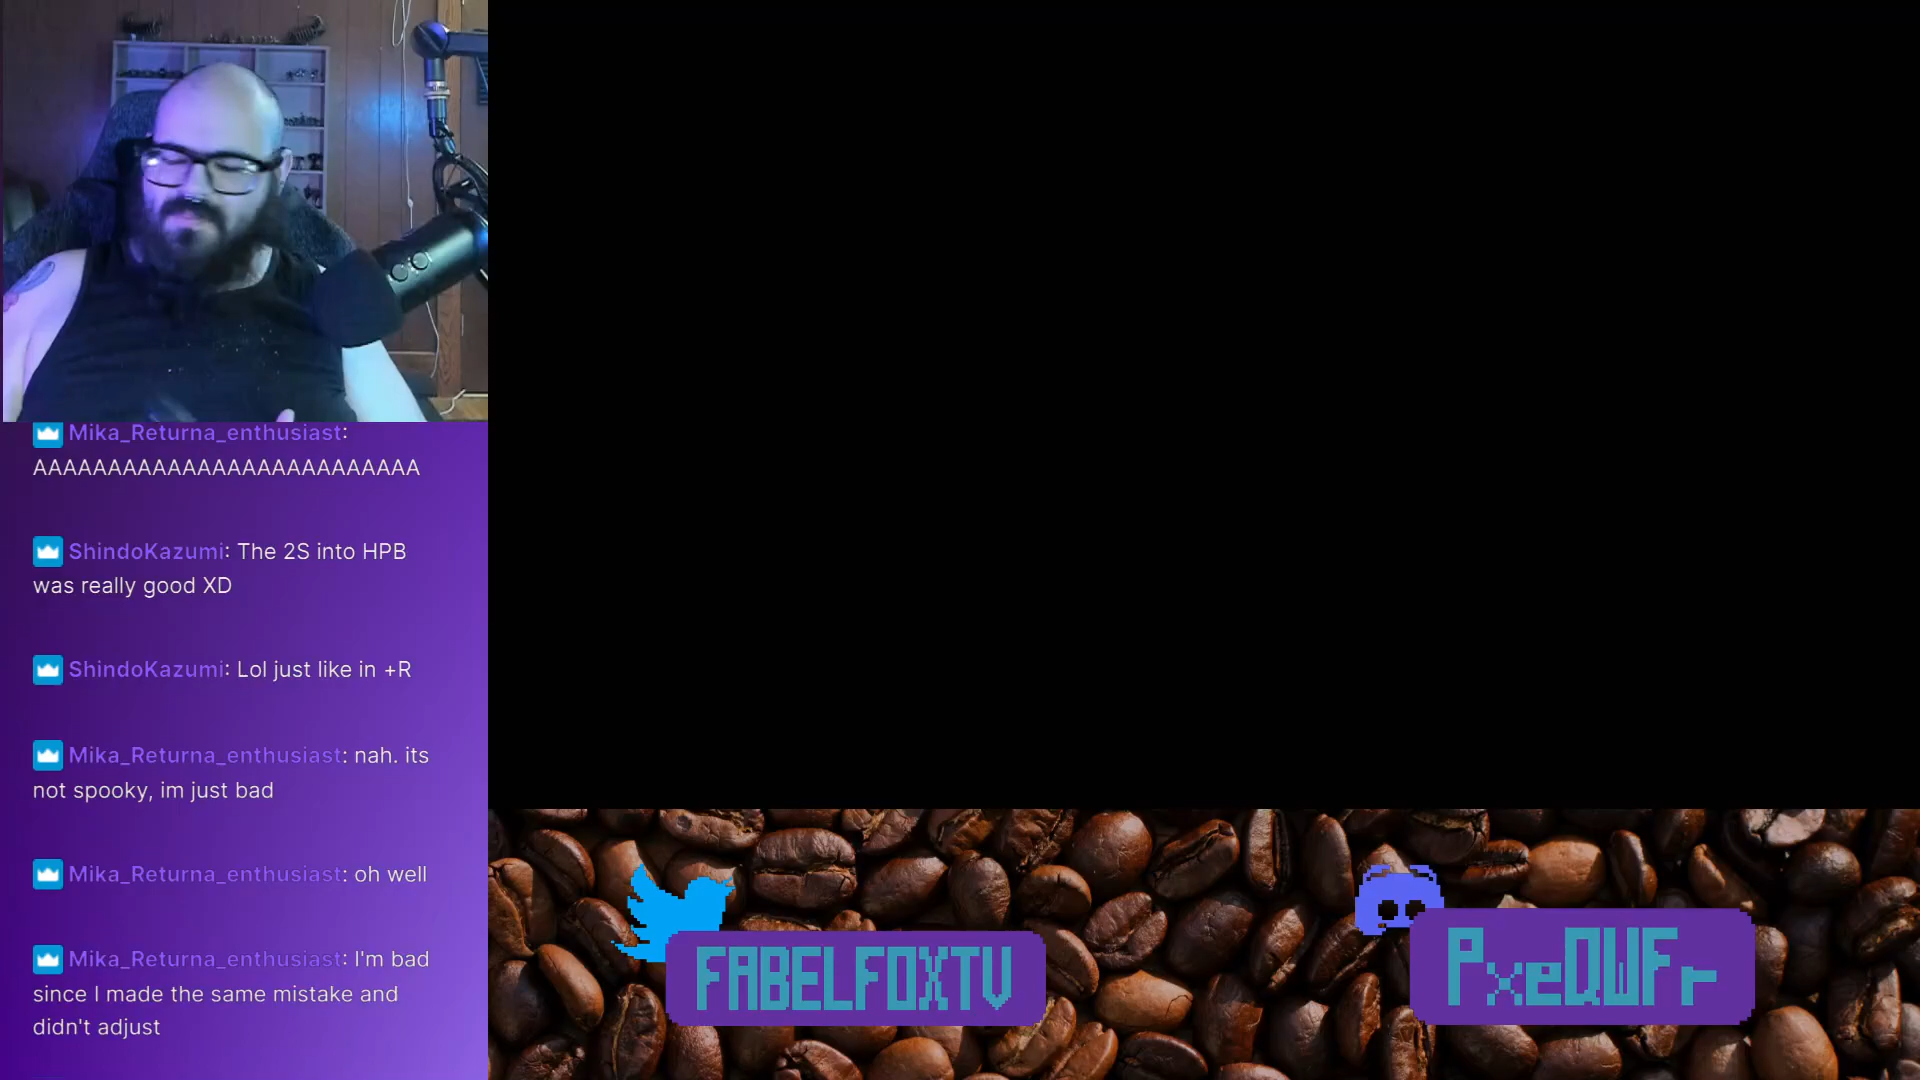 Mika_Returna_enthusiast:
AAAAAAAAAAAAAAAAAAAAAAAAAA
ShindoKazumi: The 2S into HPB
was really good XD
ShindoKazumi: Lol just like in +R
Mika_Returna_enthusiast: nah. its
not spooky, im just bad
Mika_Returna_enthusiast: oh well
Mika_Returna_enthusiast: I'm bad
since I made the same mistake and
didn't adjust
FABELFOXTV
PxeQWFr